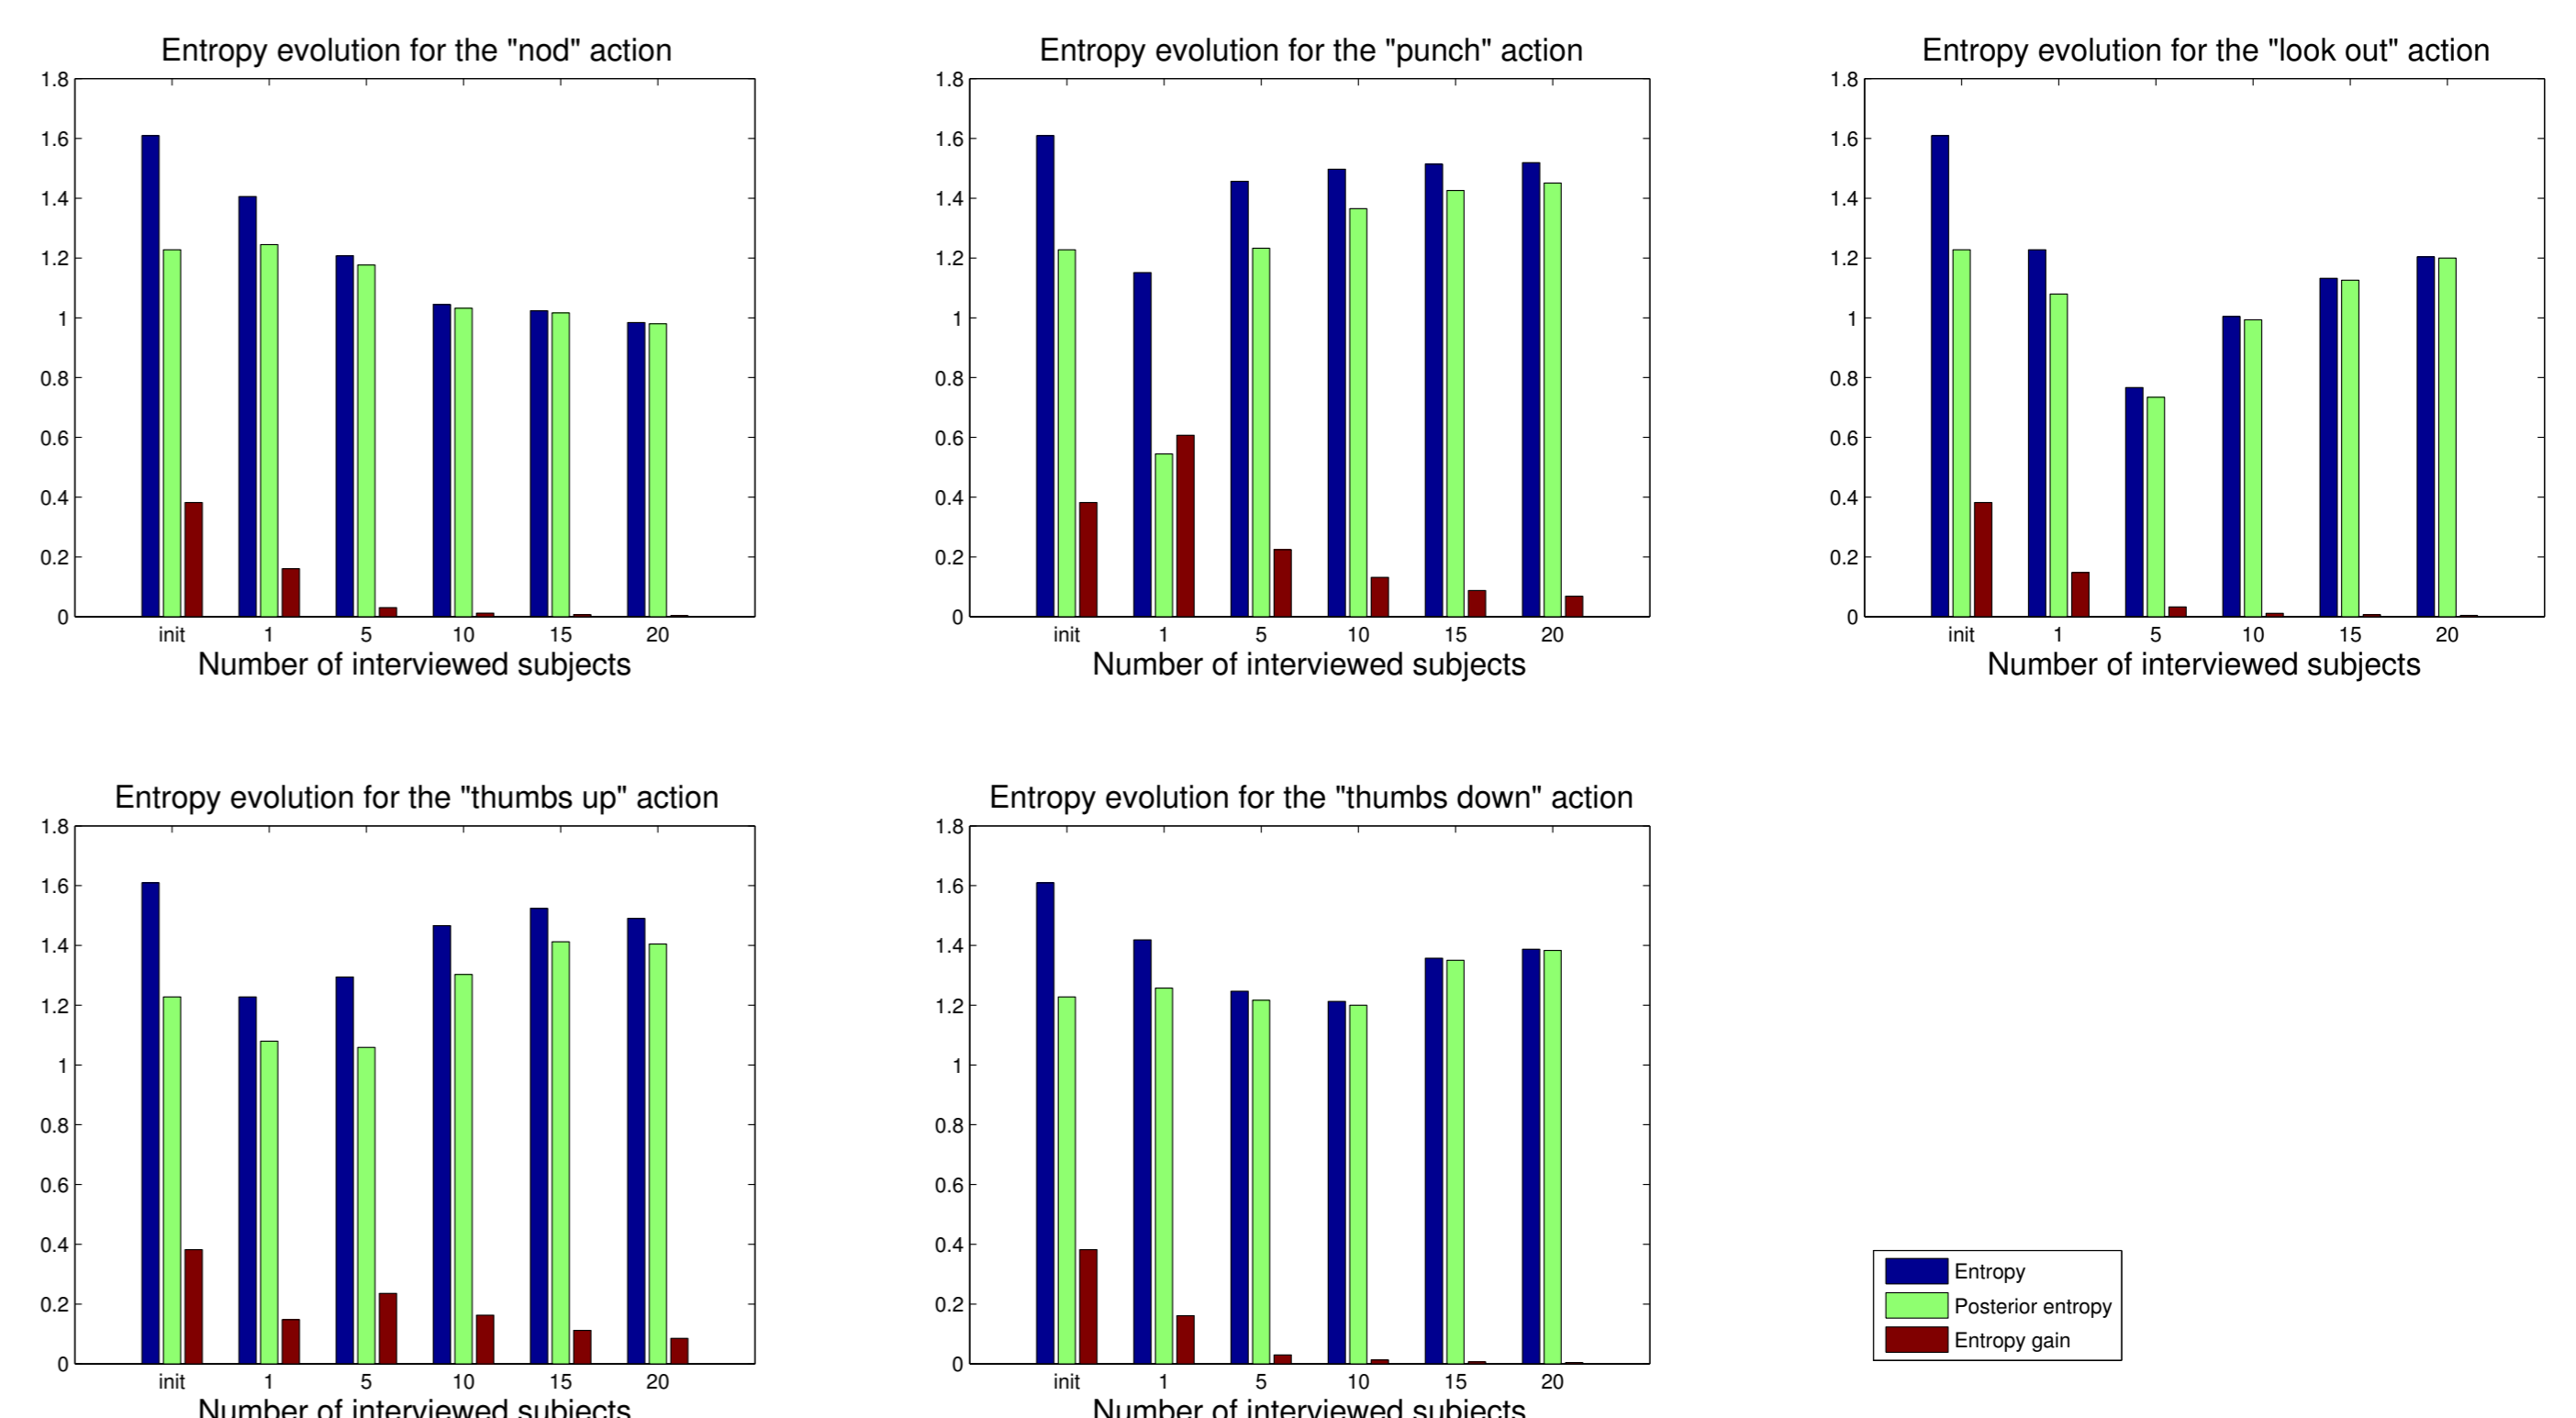 Entropy evolution for the "nod" action
1.8
1.6
1.4
1.2
1
0.8
0.6
0.4
0.2
0
init 1 5 10 15 20
Number of interviewed subjects
Entropy evolution for the "punch" action
1.8
1.6
1.4
1.2
1
0.8
0.6
0.4
0.2
0
init 1 5 10 15 20
Number of interviewed subjects
Entropy evolution for the "look out" action
1.8
1.6
1.4
1.2
1
0.8
0.6
0.4
0.2
0
init 1 5 10 15 20
Number of interviewed subjects
Entropy evolution for the "thumbs up" action
1.8
1.6
1.4
1.2
1
0.8
0.6
0.4
0.2
0
init 1 5 10 15 20
Number of interviewed subjects
Entropy evolution for the "thumbs down" action
1.8
1.6
1.4
1.2
1
0.8
0.6
0.4
0.2
0
init 1 5 10 15 20
Number of interviewed subjects
Entropy
Posterior entropy
Entropy gain